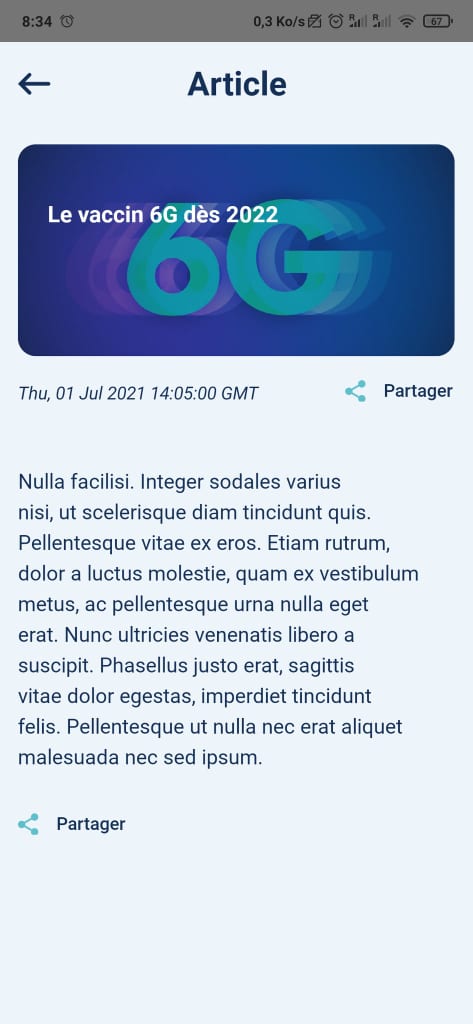 8:34
0,3 Ko/s
R
R
67
Article
Le vaccin 6G dès 2022
6G
Thu, 01 Jul 2021 14:05:00 GMT
Partager
Nulla facilisi. Integer sodales varius
nisi, ut scelerisque diam tincidunt quis.
Pellentesque vitae ex eros. Etiam rutrum,
dolor a luctus molestie, quam ex vestibulum
metus, ac pellentesque urna nulla eget
erat. Nunc ultricies venenatis libero a
suscipit. Phasellus justo erat, sagittis
vitae dolor egestas, imperdiet tincidunt
felis. Pellentesque ut nulla nec erat aliquet
malesuada nec sed ipsum.
Partager